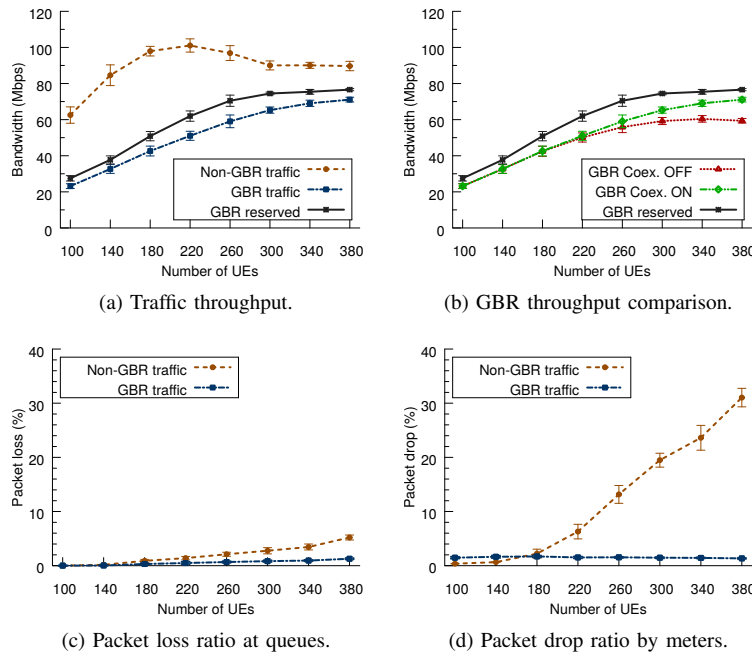 120
100
80
60
40
20
0
Bandwidth (Mbps)
Non-GBR traffic
GBR traffic
GBR reserved
100 140 180 220 260 300 340 380
Number of UEs
(a) Traffic throughput.
120
100
80
60
40
20
0
Bandwidth (Mbps)
GBR Coex. OFF
GBR Coex. ON
GBR reserved
100 140 180 220 260 300 340 380
Number of UEs
(b) GBR throughput comparison.
40
30
20
10
0
Packet loss (%)
Non-GBR traffic
GBR traffic
100 140 180 220 260 300 340 380
Number of UEs
(c) Packet loss ratio at queues.
40
30
20
10
0
Packet drop (%)
Non-GBR traffic
GBR traffic
100 140 180 220 260 300 340 380
Number of UEs
(d) Packet drop ratio by meters.